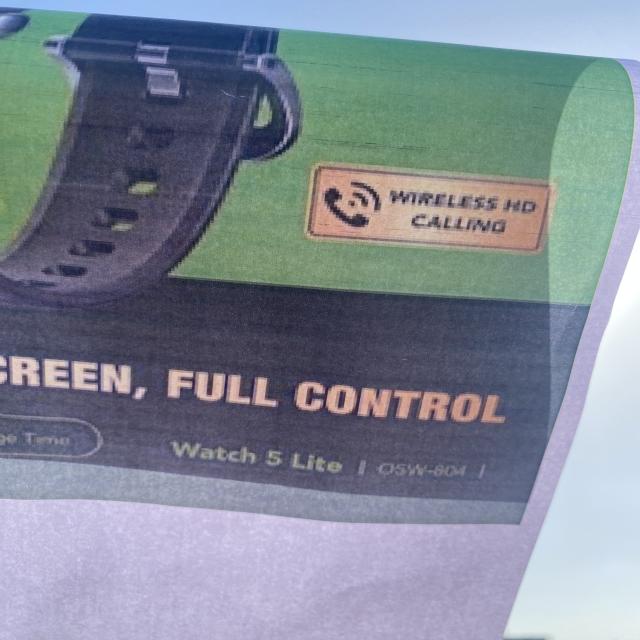 WIRELESS HD
CALLING
CREEN, FULL CONTROL
Watch 5 Lite | OSW-804 |